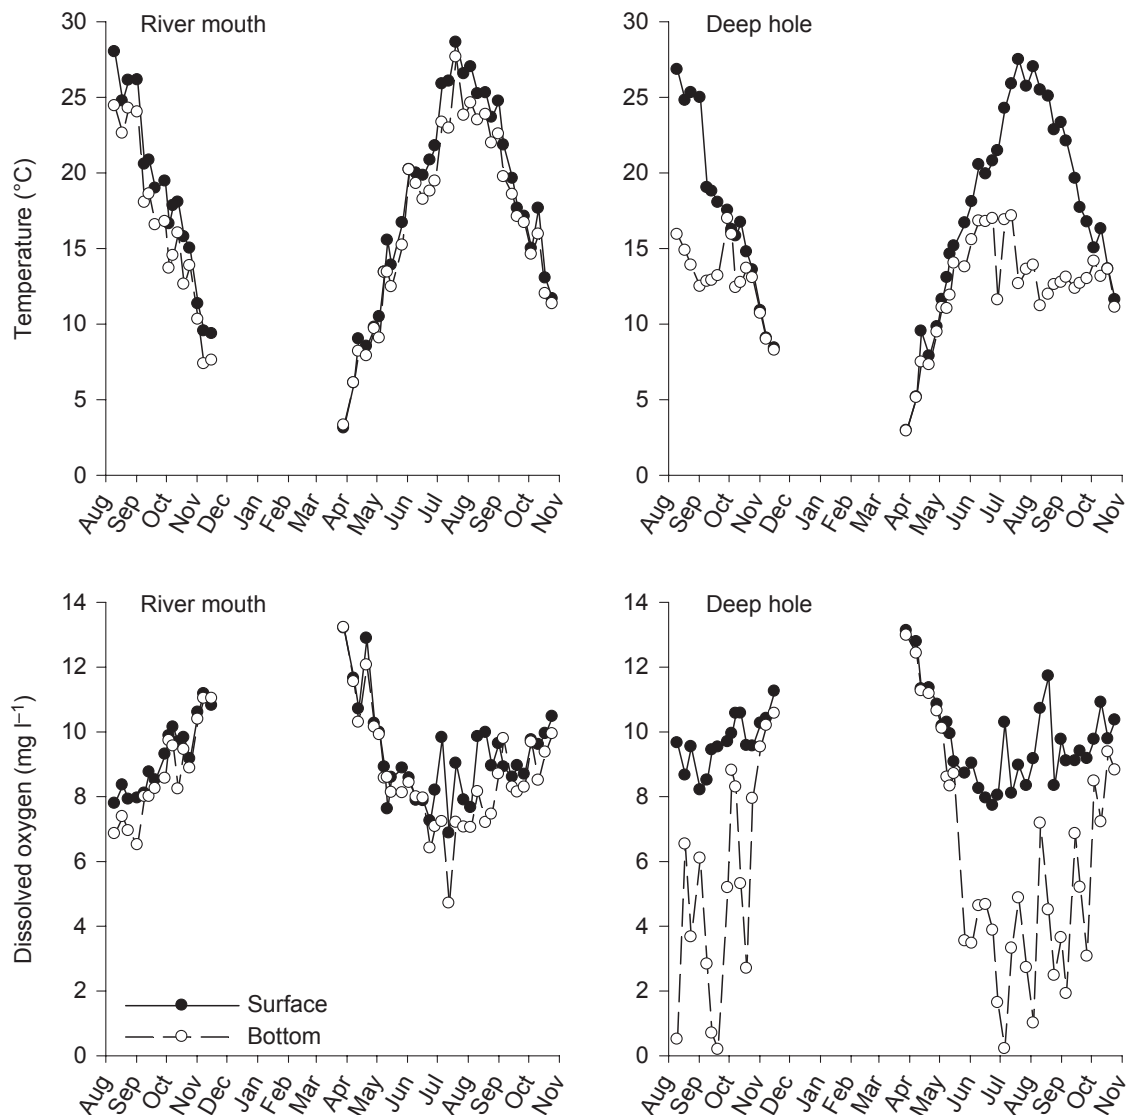 River mouth
30
25
20
15
10
5
0
Temperature (°C)
Aug Sep Oct Nov Dec Jan Feb Mar Apr May Jun Jul Aug Sep Oct Nov
Deep hole
30
25
20
15
10
5
0
Aug Sep Oct Nov Dec Jan Feb Mar Apr May Jun Jul Aug Sep Oct Nov
River mouth
14
12
10
8
6
4
2
0
Dissolved oxygen (mg l⁻¹)
Surface
Bottom
Aug Sep Oct Nov Dec Jan Feb Mar Apr May Jun Jul Aug Sep Oct Nov
Deep hole
14
12
10
8
6
4
2
0
Aug Sep Oct Nov Dec Jan Feb Mar Apr May Jun Jul Aug Sep Oct Nov